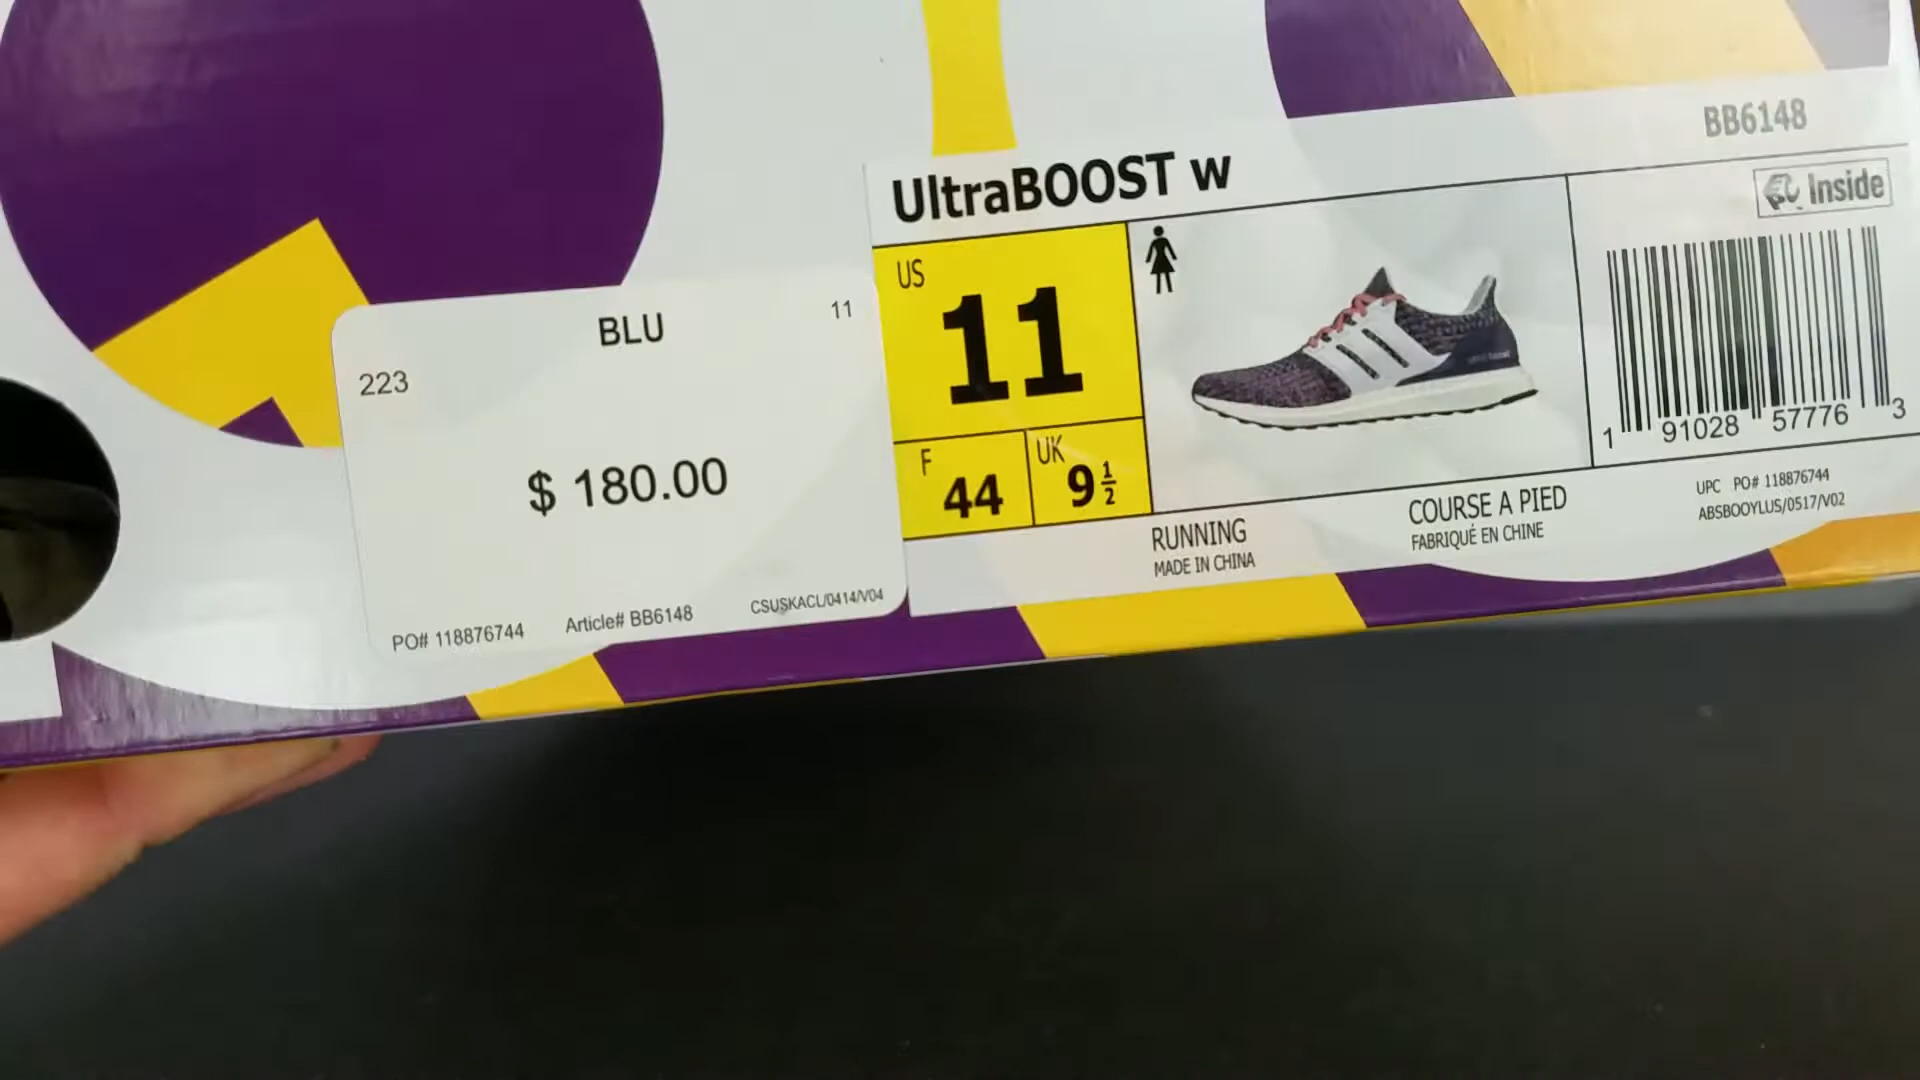 BB6148
UltraBOOST w
Inside
US
11
F
44
UK
9 1/2
1 91028 57776 3
UPC PO# 118876744
ABSBOOYLUS/0517/V02
RUNNING
MADE IN CHINA
COURSE A PIED
FABRIQUÉ EN CHINE
BLU
11
223
$ 180.00
PO# 118876744
Article# BB6148
CSUSKACL/0414/V04